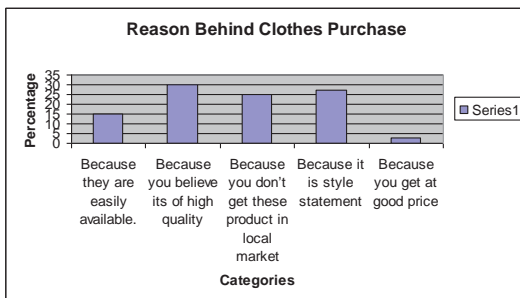 Reason Behind Clothes Purchase
Percentage
35
30
25
20
15
10
5
0
Because they are easily available.
Because you believe its of high quality
Because you don't get these product in local market
Because it is style statement
Because you get at good price
Categories
Series1